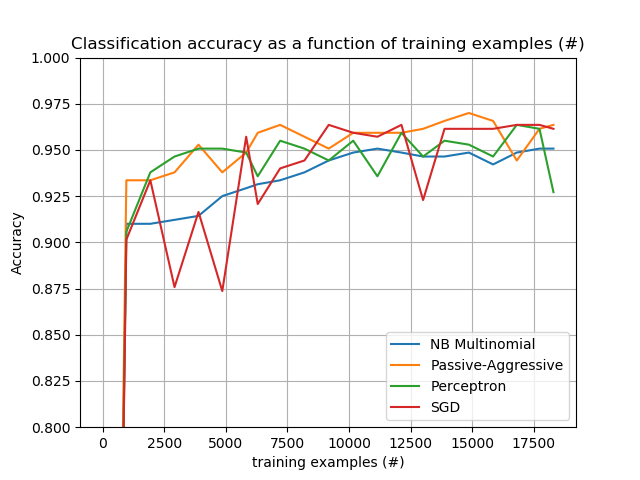 Classification accuracy as a function of training examples (#)
1.000
0.975
0.950
0.925
0.900
0.875
0.850
0.825
0.800
Accuracy
NB Multinomial
Passive-Aggressive
Perceptron
SGD
0 2500 5000 7500 10000 12500 15000 17500
training examples (#)